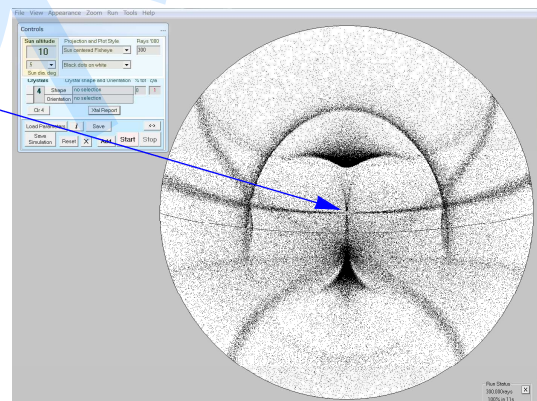 File View Appearance Zoom Run Tools Help
Controls ...
Sun altitude Projection and Plot Style Rays '000
10 Sun centered Fisheye 300
5 Black dots on white
Sun dia. deg
Crystals Crystal Shape and Orientation % tot
4 Shape no selection
Orientation no selection
Clr 4 Xtal Report
Load Parameters i Save <>
Save Simulation Reset X Add Start Stop
Run Status
300,000rays X
100% in 11s